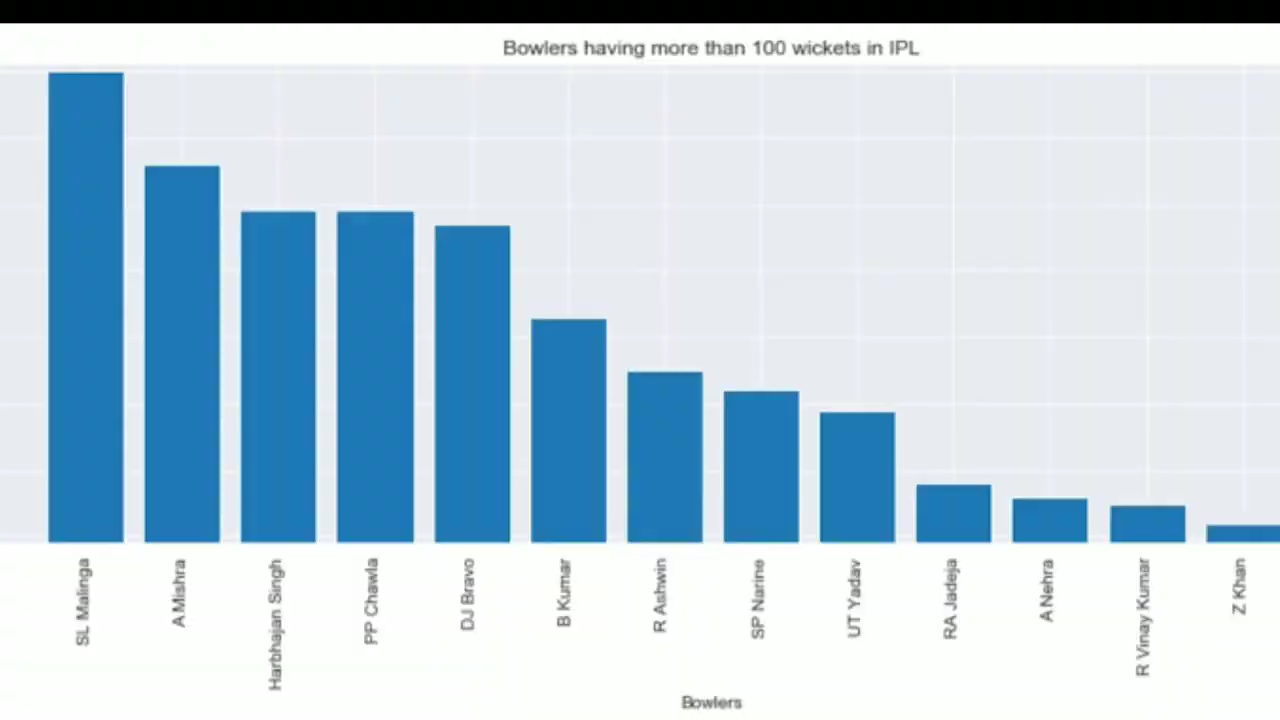 Bowlers having more than 100 wickets in IPL
SL Malinga
A Mishra
Harbhajan Singh
PP Chawla
DJ Bravo
B Kumar
R Ashwin
SP Narine
UT Yadav
RA Jadeja
A Nehra
R Vinay Kumar
Z Khan
Bowlers